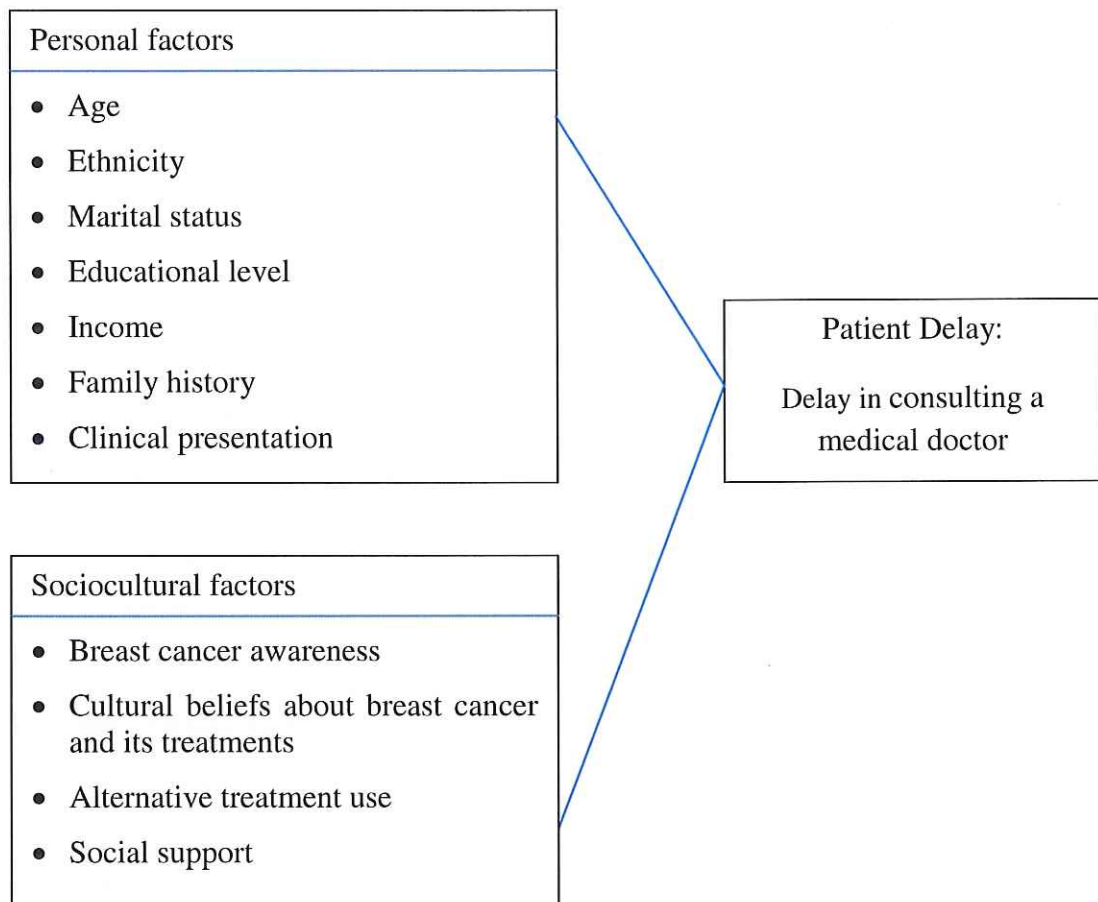 Personal factors
• Age
• Ethnicity
• Marital status
• Educational level
• Income
• Family history
• Clinical presentation
Patient Delay:
Delay in consulting a
medical doctor
Sociocultural factors
• Breast cancer awareness
• Cultural beliefs about breast cancer
and its treatments
• Alternative treatment use
• Social support